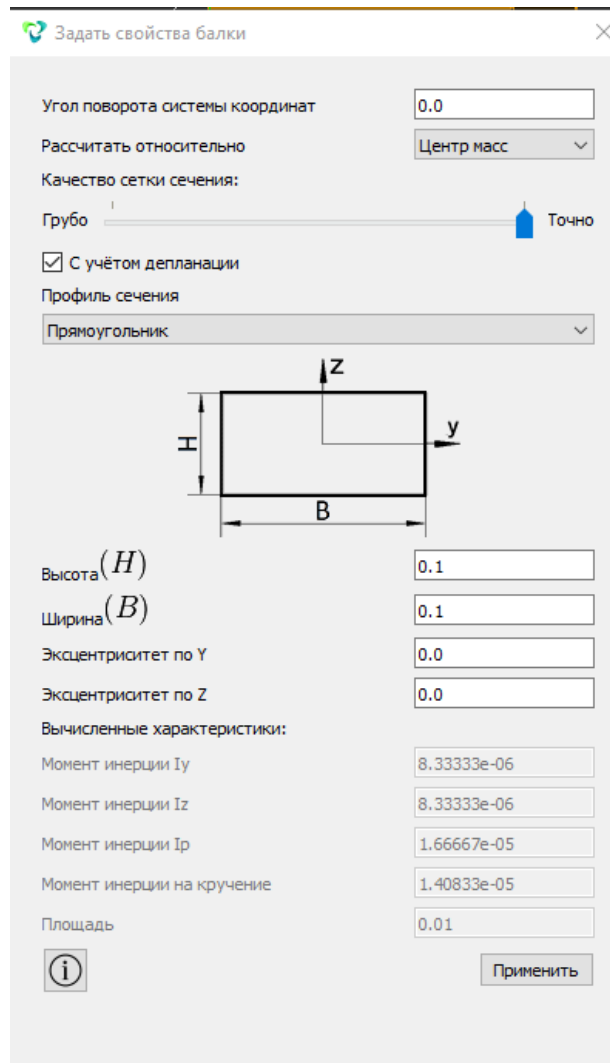 Задать свойства балки
Угол поворота системы координат 0.0
Рассчитать относительно Центр масс
Качество сетки сечения:
Грубо Точно
С учётом депланации
Профиль сечения
Прямоугольник
z
y
H
B
Высота(H) 0.1
Ширина(B) 0.1
Эксцентриситет по Y 0.0
Эксцентриситет по Z 0.0
Вычисленные характеристики:
Момент инерции Iy 8.33333e-06
Момент инерции Iz 8.33333e-06
Момент инерции Ip 1.66667e-05
Момент инерции на кручение 1.40833e-05
Площадь 0.01
Применить